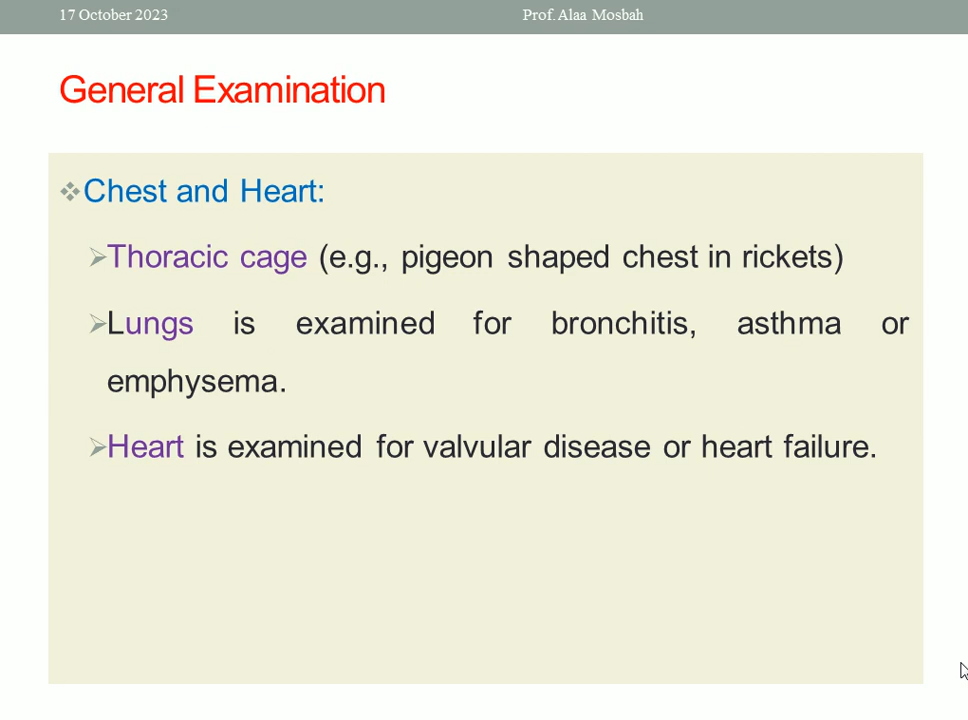 17 October 2023 Prof. Alaa Mosbah
General Examination
Chest and Heart:
Thoracic cage (e.g., pigeon shaped chest in rickets)
Lungs is examined for bronchitis, asthma or
emphysema.
Heart is examined for valvular disease or heart failure.